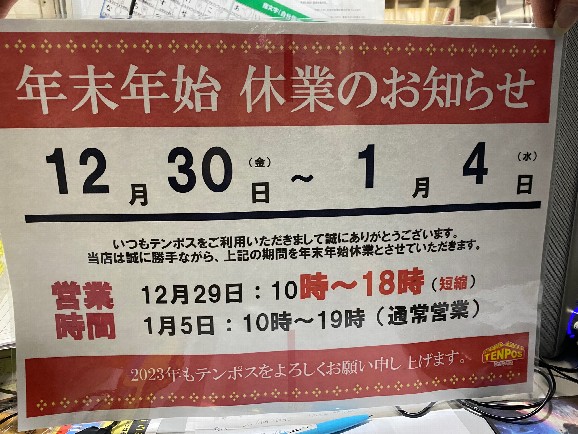 年末年始 休業のお知らせ
12月30日(金)~1月4日(水)
いつもテンポスをご利用いただきまして誠にありがとうございます。
当店は誠に勝手ながら、上記の期間を年末年始休業とさせていただきます。
営業時間
12月29日:10時~18時(短縮)
1月5日:10時~19時(通常営業)
2023年もテンポスをよろしくお願い申し上げます。
TENPOS